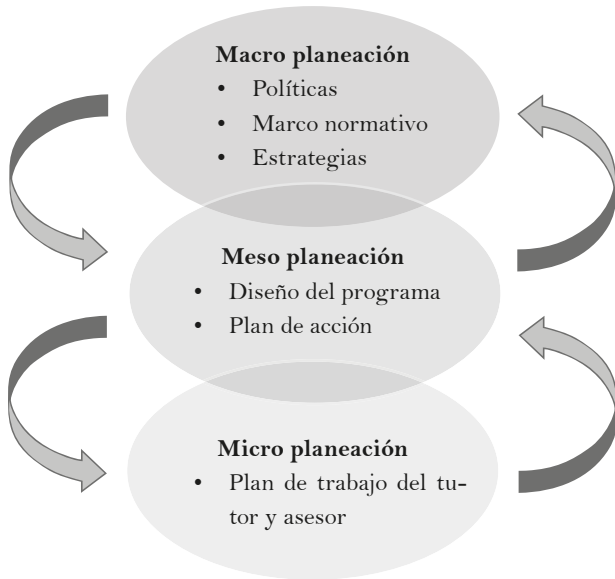 Macro planeación
• Políticas
• Marco normativo
• Estrategias
Meso planeación
• Diseño del programa
• Plan de acción
Micro planeación
• Plan de trabajo del tu-
tor y asesor